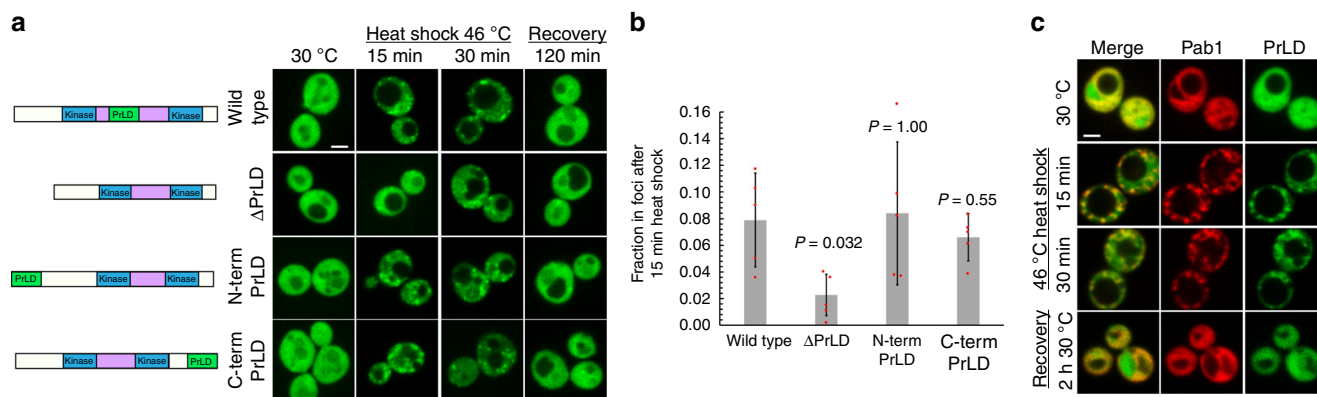 a
Heat shock 46 °C Recovery
30 °C 15 min 30 min 120 min
Kinase PrLD Kinase
Wild
type
Kinase Kinase
ΔPrLD
PrLD Kinase Kinase
N-term
PrLD
Kinase Kinase PrLD
C-term
PrLD
b
Fraction in foci after
15 min heat shock
0.16
0.14
0.12
0.10
0.08
0.06
0.04
0.02
0.00
P = 1.00
P = 0.55
P = 0.032
Wild type ΔPrLD N-term
PrLD C-term
PrLD
c
Merge Pab1 PrLD
30 °C
46 °C heat shock
15 min
30 min
Recovery
2 h 30 °C